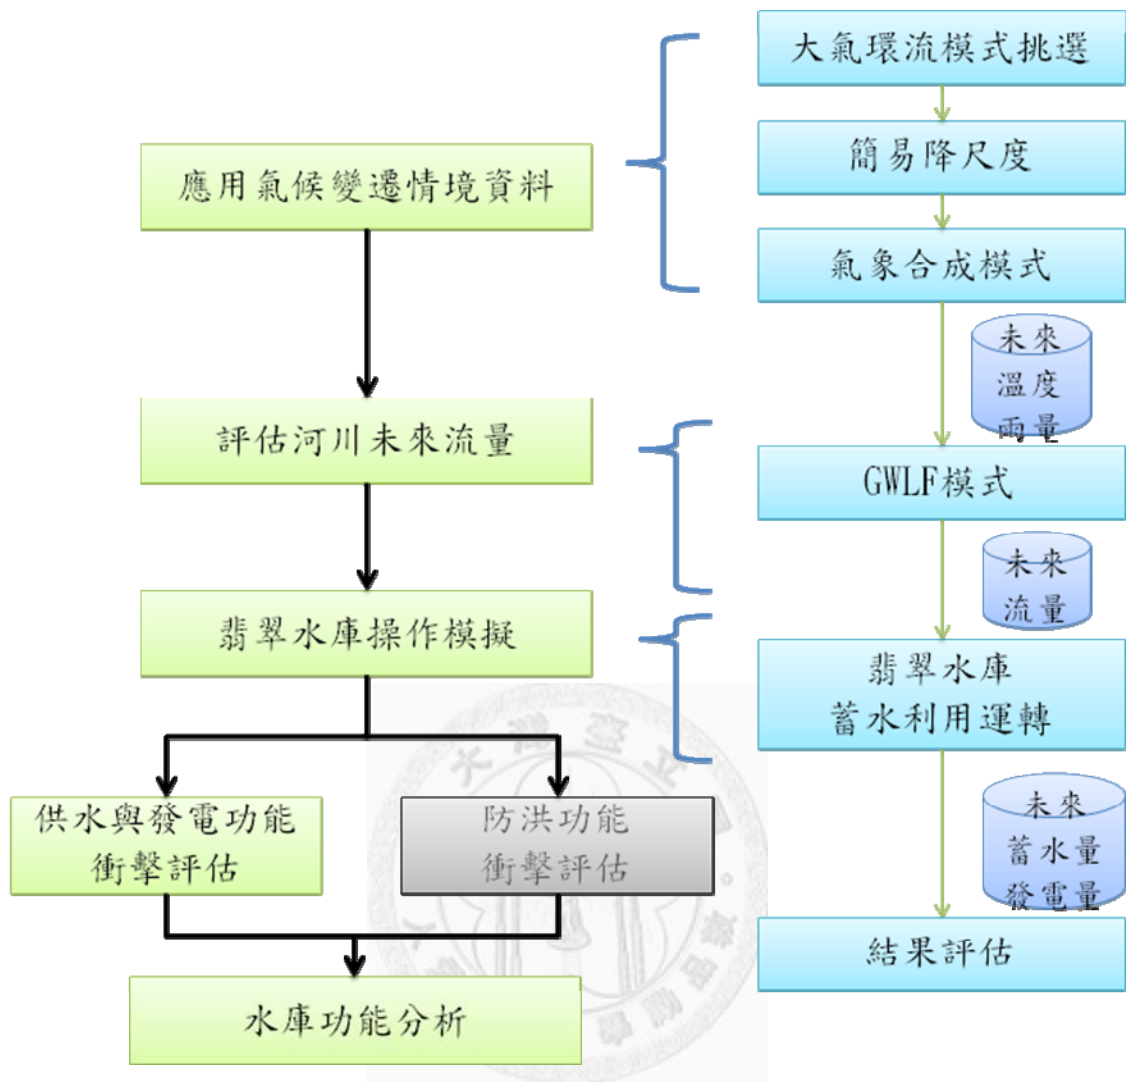 應用氣候變遷情境資料
評估河川未來流量
翡翠水庫操作模擬
供水與發電功能
衝擊評估
防洪功能
衝擊評估
水庫功能分析
大氣環流模式挑選
簡易降尺度
氣象合成模式
未來
溫度
雨量
GWLF模式
未來
流量
翡翠水庫
蓄水利用運轉
未來
蓄水量
發電量
結果評估